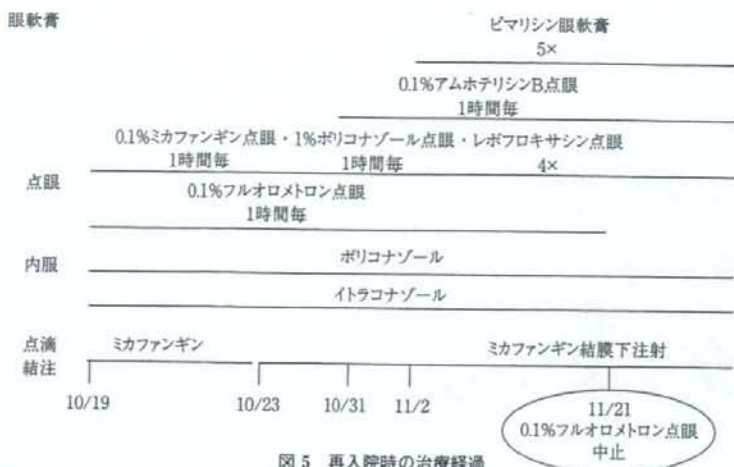 眼軟膏
ピマリシン眼軟膏
5×
0.1%アムホテリシンB点眼
1時間毎
0.1%ミカファンギン点眼・1%ボリコナゾール点眼・レボフロキサシン点眼
1時間毎 1時間毎 4×
点眼
0.1%フルオロメトロン点眼
1時間毎
内服
ボリコナゾール
イトラコナゾール
点滴
結注
ミカファンギン
ミカファンギン結膜下注射
10/19 10/23 10/31 11/2 11/21
0.1%フルオロメトロン点眼
中止
図5 再入院時の治療経過